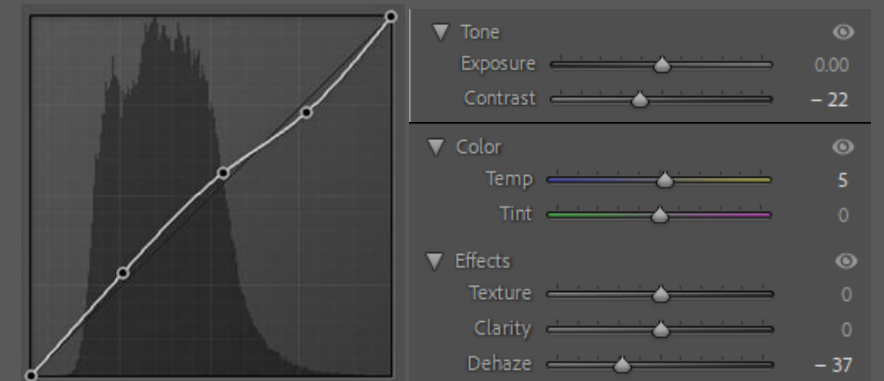 Tone
Exposure 0.00
Contrast – 22
Color
Temp 5
Tint 0
Effects
Texture 0
Clarity 0
Dehaze – 37